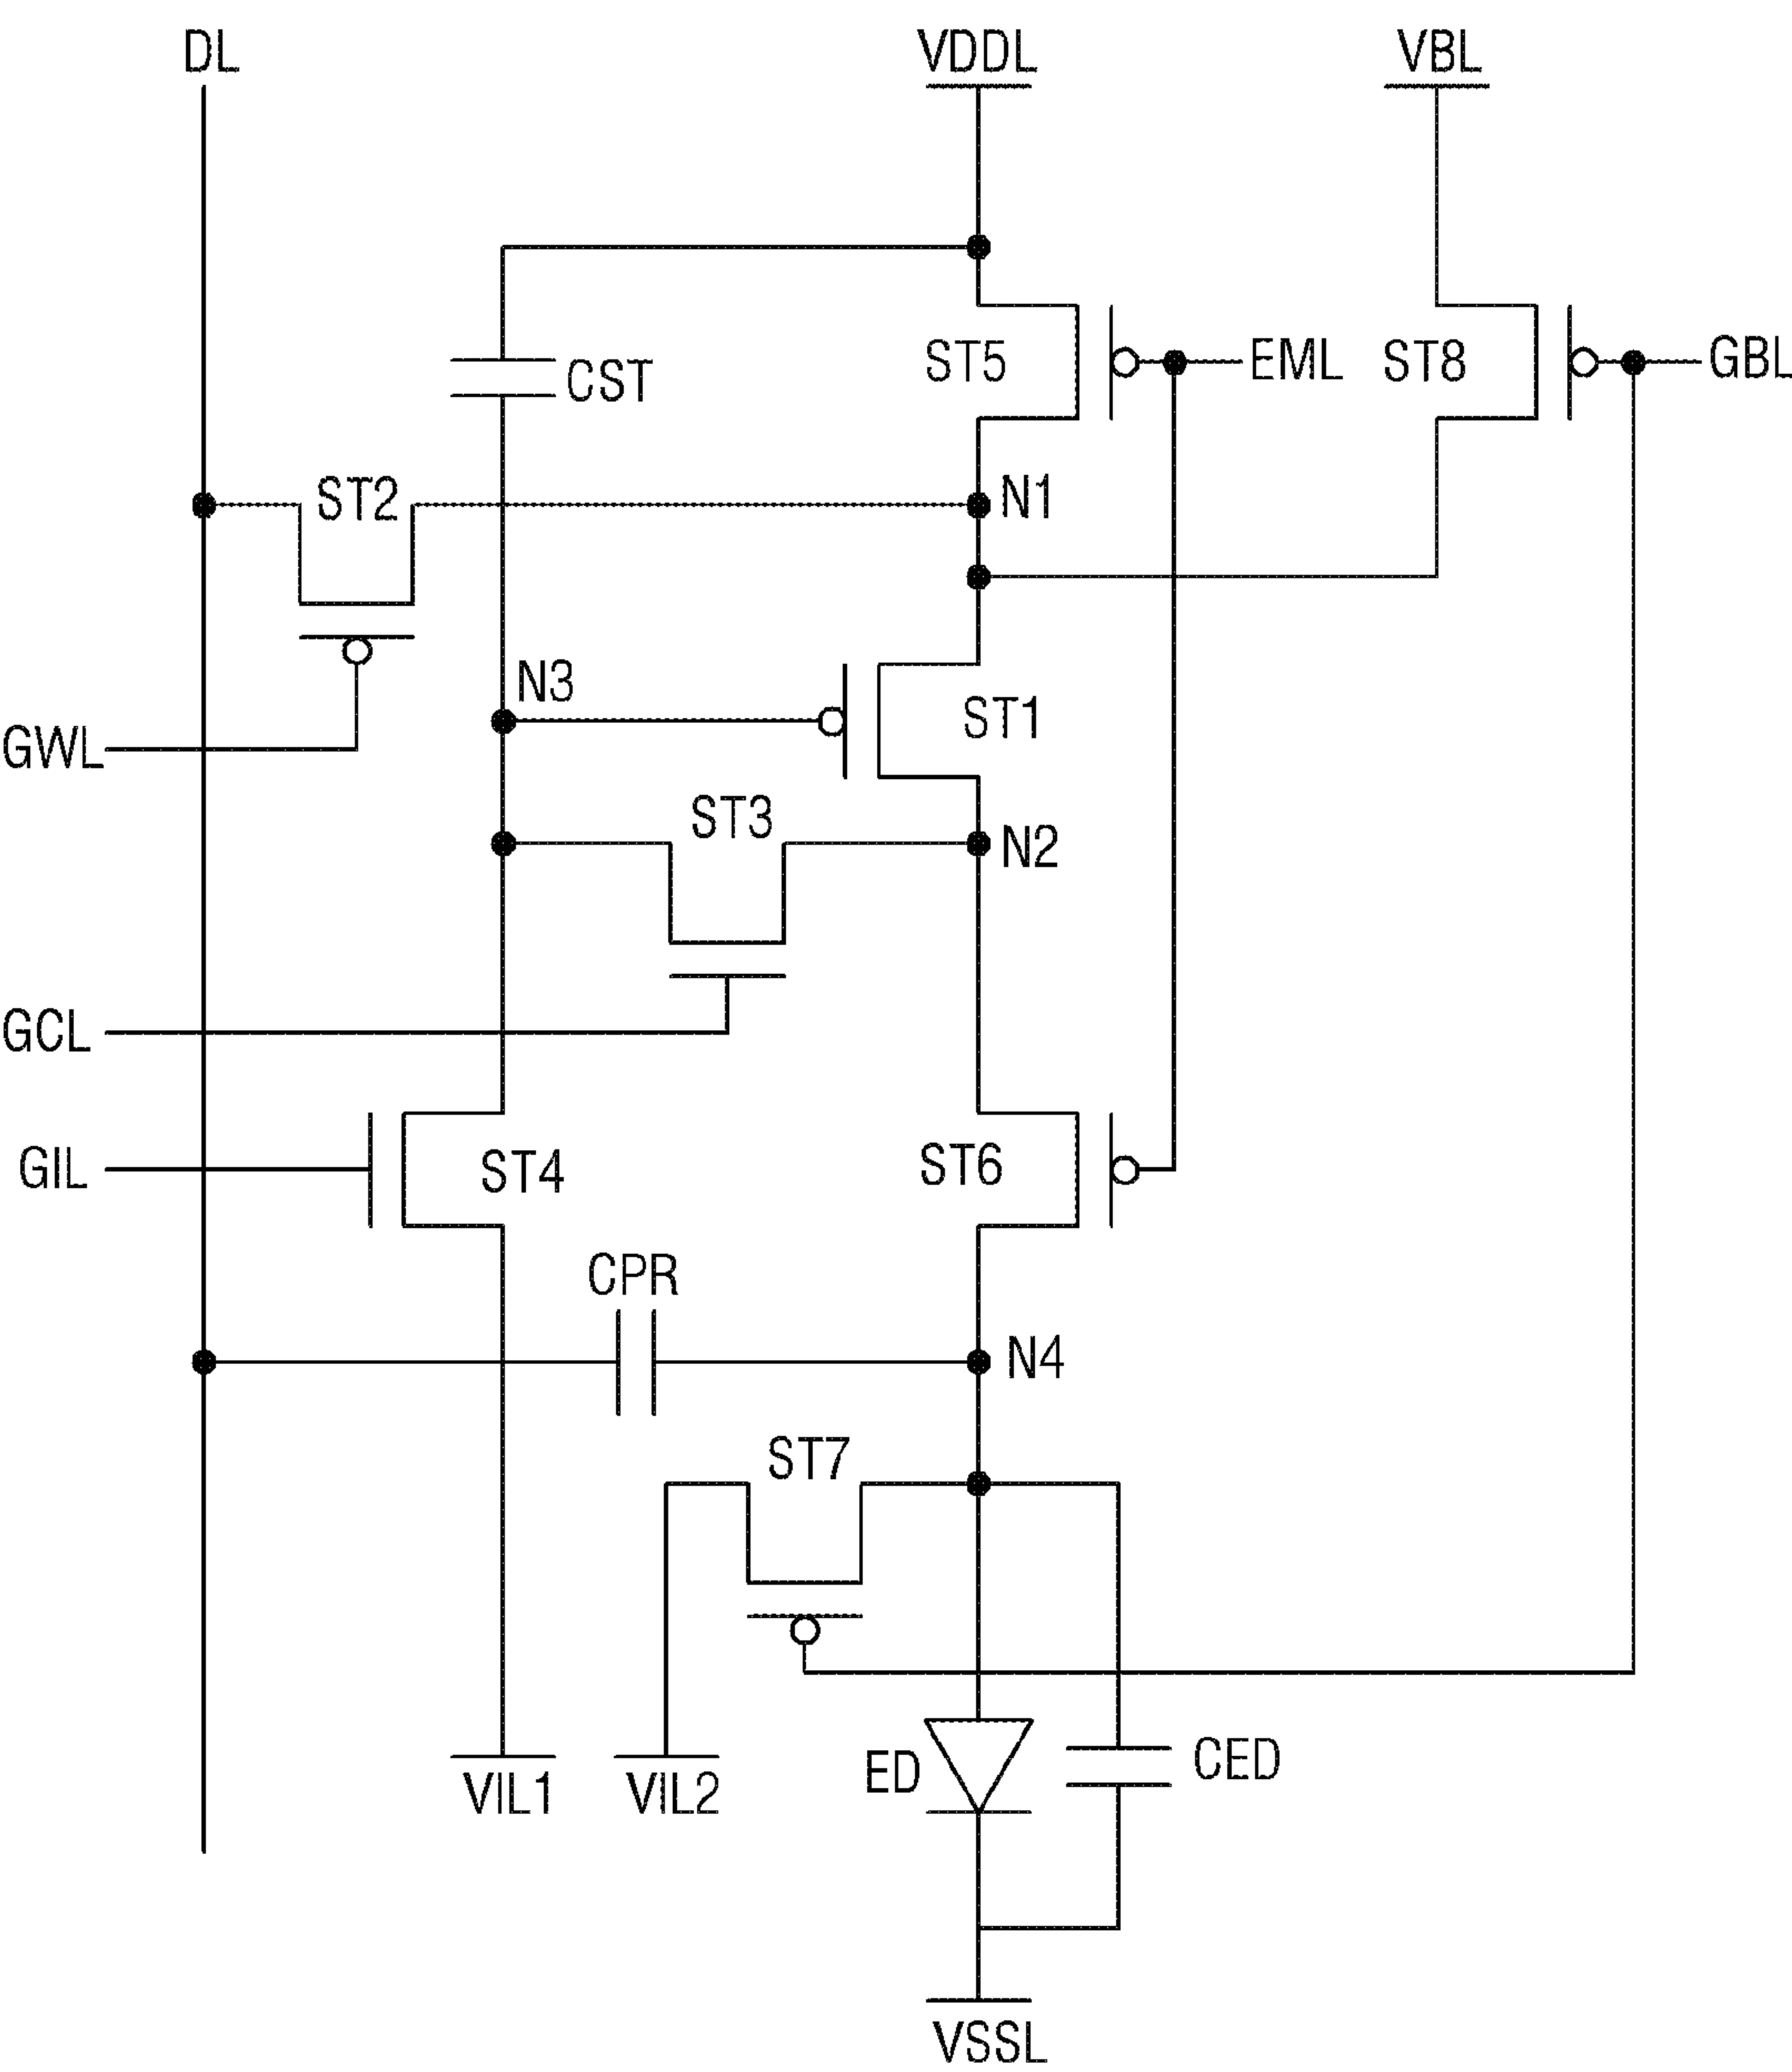 DL
VDDL
VBL
ST5
EML
ST8
GBL
CST
ST2
N1
N3
ST1
GWL
ST3
N2
GCL
GIL
ST4
ST6
CPR
N4
ST7
ED
CED
VIL1
VIL2
VSSL